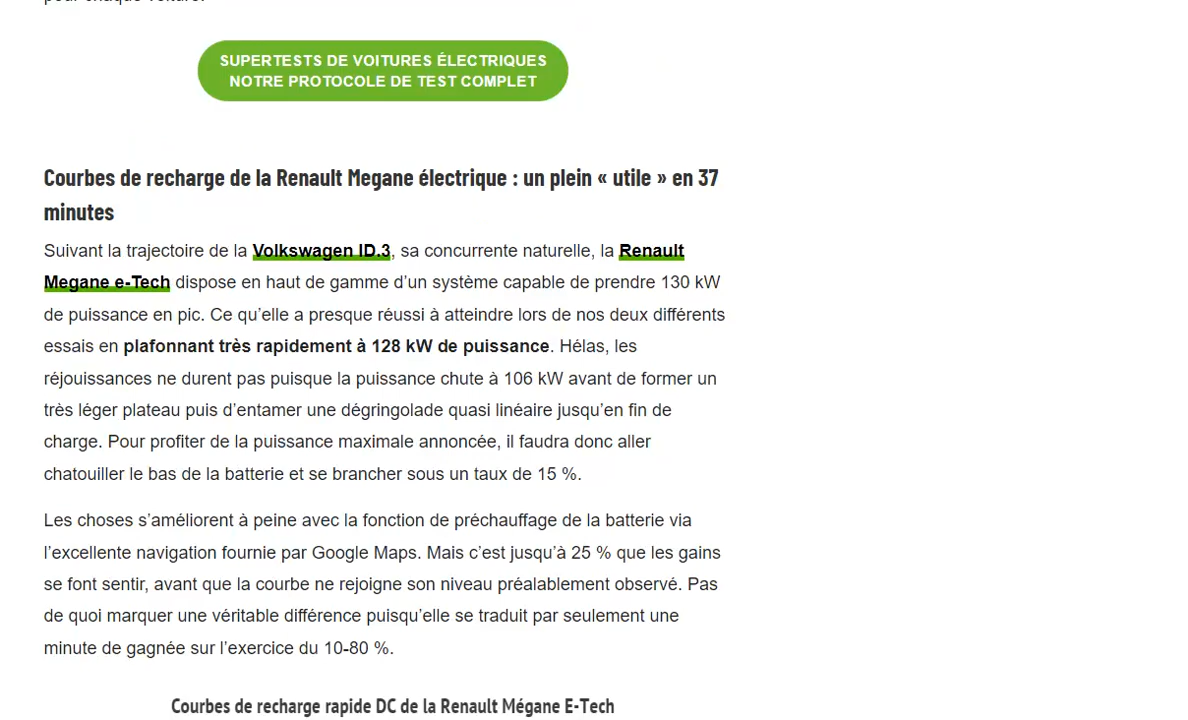 pour chaque voiture.
SUPERTESTS DE VOITURES ÉLECTRIQUES
NOTRE PROTOCOLE DE TEST COMPLET
Courbes de recharge de la Renault Megane électrique : un plein « utile » en 37
minutes
Suivant la trajectoire de la Volkswagen ID.3, sa concurrente naturelle, la Renault
Megane e-Tech dispose en haut de gamme d’un système capable de prendre 130 kW
de puissance en pic. Ce qu’elle a presque réussi à atteindre lors de nos deux différents
essais en plafonnant très rapidement à 128 kW de puissance. Hélas, les
réjouissances ne durent pas puisque la puissance chute à 106 kW avant de former un
très léger plateau puis d’entamer une dégringolade quasi linéaire jusqu’en fin de
charge. Pour profiter de la puissance maximale annoncée, il faudra donc aller
chatouiller le bas de la batterie et se brancher sous un taux de 15 %.
Les choses s’améliorent à peine avec la fonction de préchauffage de la batterie via
l’excellente navigation fournie par Google Maps. Mais c’est jusqu’à 25 % que les gains
se font sentir, avant que la courbe ne rejoigne son niveau préalablement observé. Pas
de quoi marquer une véritable différence puisqu’elle se traduit par seulement une
minute de gagnée sur l’exercice du 10-80 %.
Courbes de recharge rapide DC de la Renault Mégane E-Tech